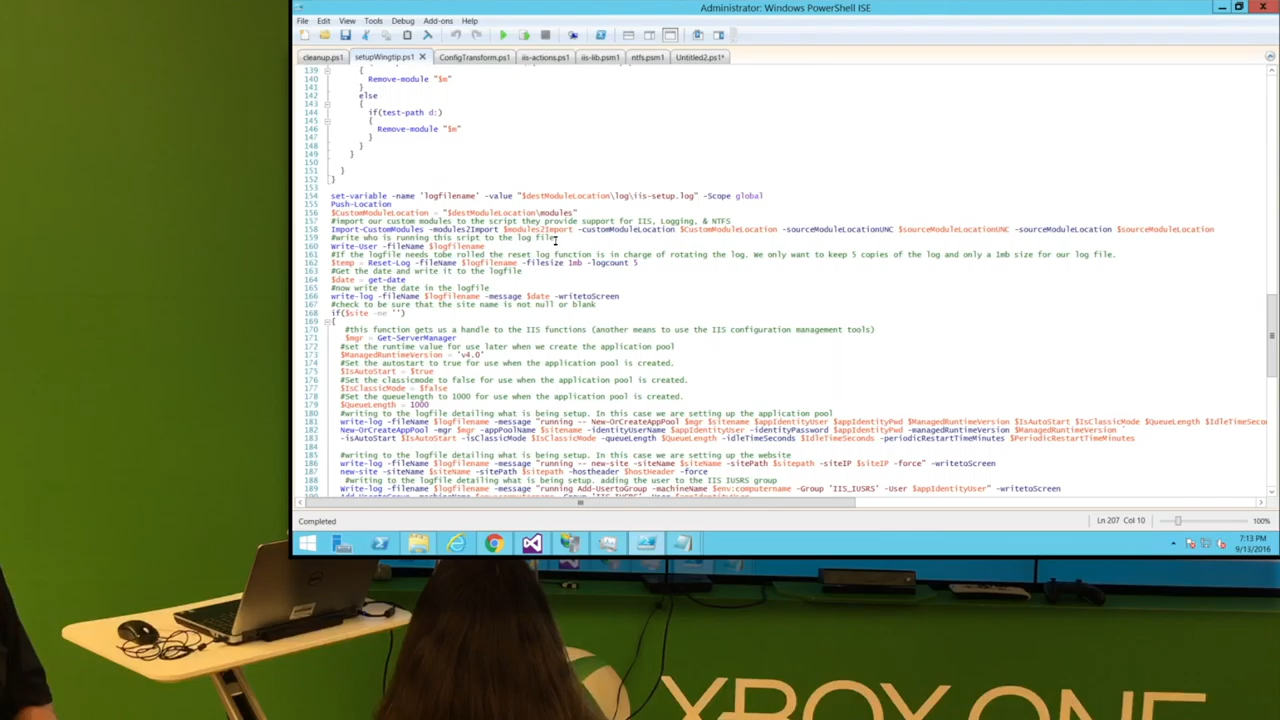 Administrator: Windows PowerShell ISE
File Edit View Tools Debug Add-ons Help
cleanup.ps1 setupWingtip.ps1 ConfigTransform.ps1 iis-actions.ps1 iis-lib.psm1 ntfs.psm1 Untitled2.ps1*
139
140 Remove-module "$m"
141 }
142 else
143 {
144 if(test-path d:)
145 {
146 Remove-module "$m"
147 }
148 }
149 }
150
151 }
152 }
153
154 set-variable -name 'logfilename' -value "$destModuleLocation\log\iis-setup.log" -Scope global
155 Push-Location
156 $CustomModuleLocation = "$destModuleLocation\modules"
157 #import our custom modules to the script they provide support for IIS, Logging, & NTFS
158 Import-CustomModules -modules2Import $modules2Import -customModuleLocation $CustomModuleLocation -sourceModuleLocationUNC $sourceModuleLocationUNC -sourceModuleLocation $sourceModuleLocation
159 #write who is running this sript to the log file
160 Write-User -fileName $logfilename
161 #If the logfile needs tobe rolled the reset log function is in charge of rotating the log. We only want to keep 5 copies of the log and only a 1mb size for our log file.
162 $temp = Reset-Log -fileName $logfilename -filesize 1mb -logcount 5
163 #Get the date and write it to the logfile
164 $date = get-date
165 #now write the date in the logfile
166 write-log -fileName $logfilename -message $date -writetoScreen
167 #check to be sure that the site name is not null or blank
168 if($site -ne '')
169 {
170 #this function gets us a handle to the IIS functions (another means to use the IIS configuration management tools)
171 $mgr = Get-ServerManager
172 #set the runtime value for use later when we create the application pool
173 $ManagedRuntimeVersion = 'v4.0'
174 #Set the autostart to true for use when the application pool is created.
175 $IsAutoStart = $true
176 #Set the classicmode to false for use when the application pool is created.
177 $IsClassicMode = $false
178 #Set the queuelength to 1000 for use when the application pool is created.
179 $QueueLength = 1000
180 #writing to the logfile detailing what is being setup. In this case we are setting up the application pool
181 write-log -fileName $logfilename -message "running -- New-OrCreateAppPool $mgr $sitename $appIdentityUser $appIdentityPwd $ManagedRuntimeVersion $IsAutoStart $IsClassicMode $QueueLength $IdleTimeSecon
182 New-OrCreateAppPool -mgr $mgr -appPoolName $sitename -identityUserName $appIdentityUser -identityPassword $appIdentityPwd -managedRuntimeVersion $ManagedRuntimeVersion `
183 -isAutoStart $IsAutoStart -isClassicMode $IsClassicMode -queueLength $QueueLength -idleTimeSeconds $IdleTimeSeconds -periodicRestartTimeMinutes $PeriodicRestartTimeMinutes
184
185 #writing to the logfile detailing what is being setup. In this case we are setting up the website
186 write-log -fileName $logfilename -message "running -- new-site -siteName $siteName -sitePath $sitepath -siteIP $siteIP -force" -writetoScreen
187 new-site -siteName $siteName -sitePath $sitepath -hostheader $hostHeader -force
188 #writing to the logfile detailing what is being setup. adding the user to the IIS IUSRS group
189 Write-log -fileName $logfilename -message "running Add-UsertoGroup -machineName $env:computername -Group 'IIS_IUSRS' -User $appIdentityUser" -writetoScreen
Completed Ln 207 Col 10 100%
7:13 PM
9/13/2016
DELL
XBOX ONE